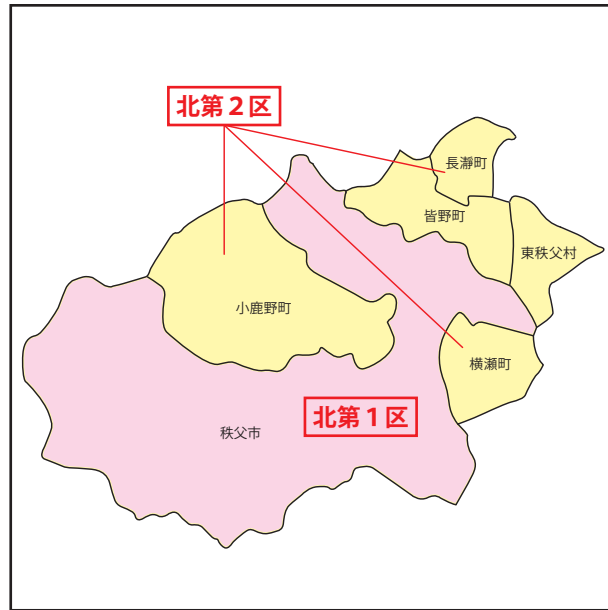 北第２区
長瀞町
皆野町
東秩父村
小鹿野町
横瀬町
北第１区
秩父市